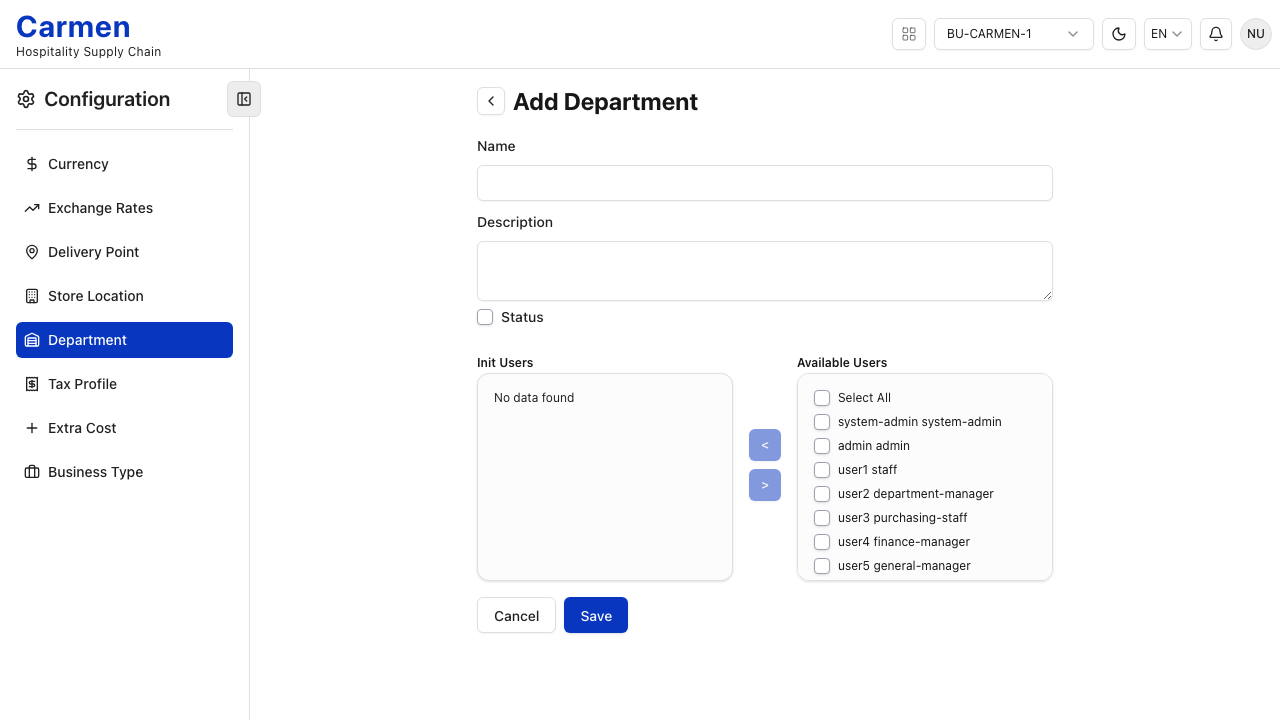 Carmen
Hospitality Supply Chain
BU-CARMEN-1
EN
NU
Configuration
Currency
Exchange Rates
Delivery Point
Store Location
Department
Tax Profile
Extra Cost
Business Type
Add Department
Name
Description
Status
Init Users
No data found
<
>
Available Users
Select All
system-admin system-admin
admin admin
user1 staff
user2 department-manager
user3 purchasing-staff
user4 finance-manager
user5 general-manager
Cancel
Save